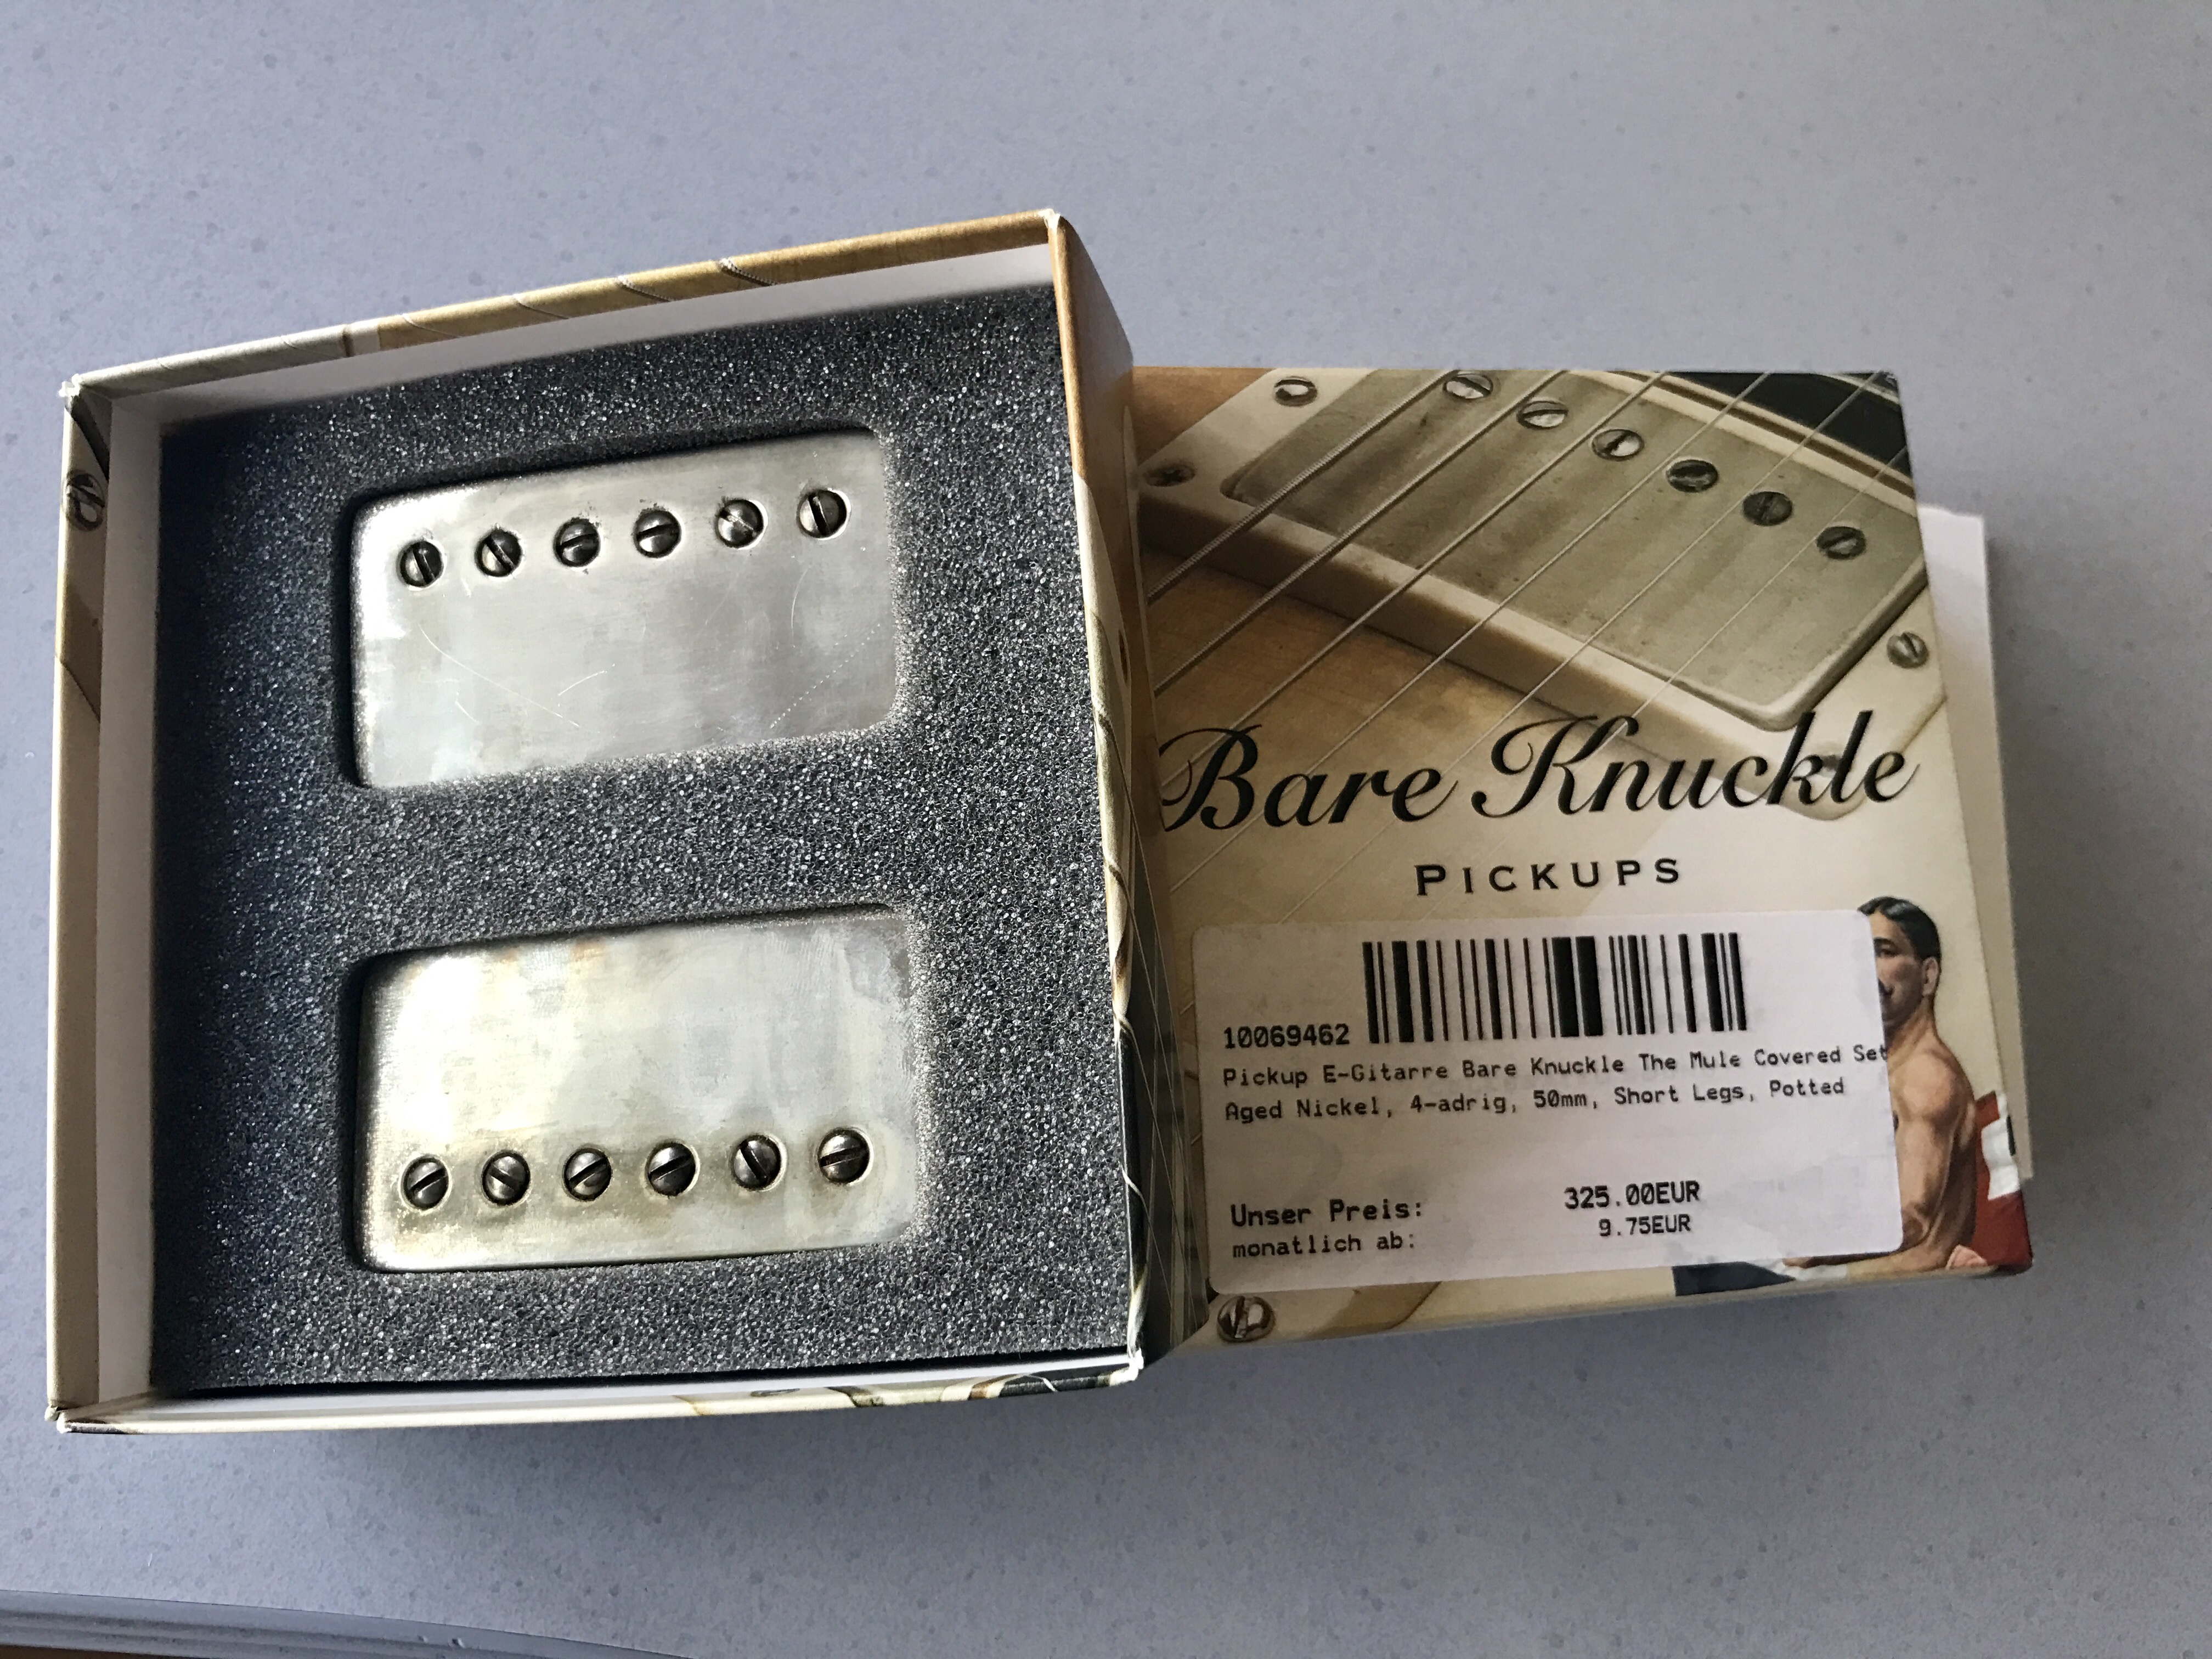 Bare Knuckle
PICKUPS
10069462
Pickup E-Gitarre Bare Knuckle The Mule Covered Set
Aged Nickel, 4-adrig, 50mm, Short Legs, Potted
Unser Preis: 325.00EUR
monatlich ab: 9.75EUR